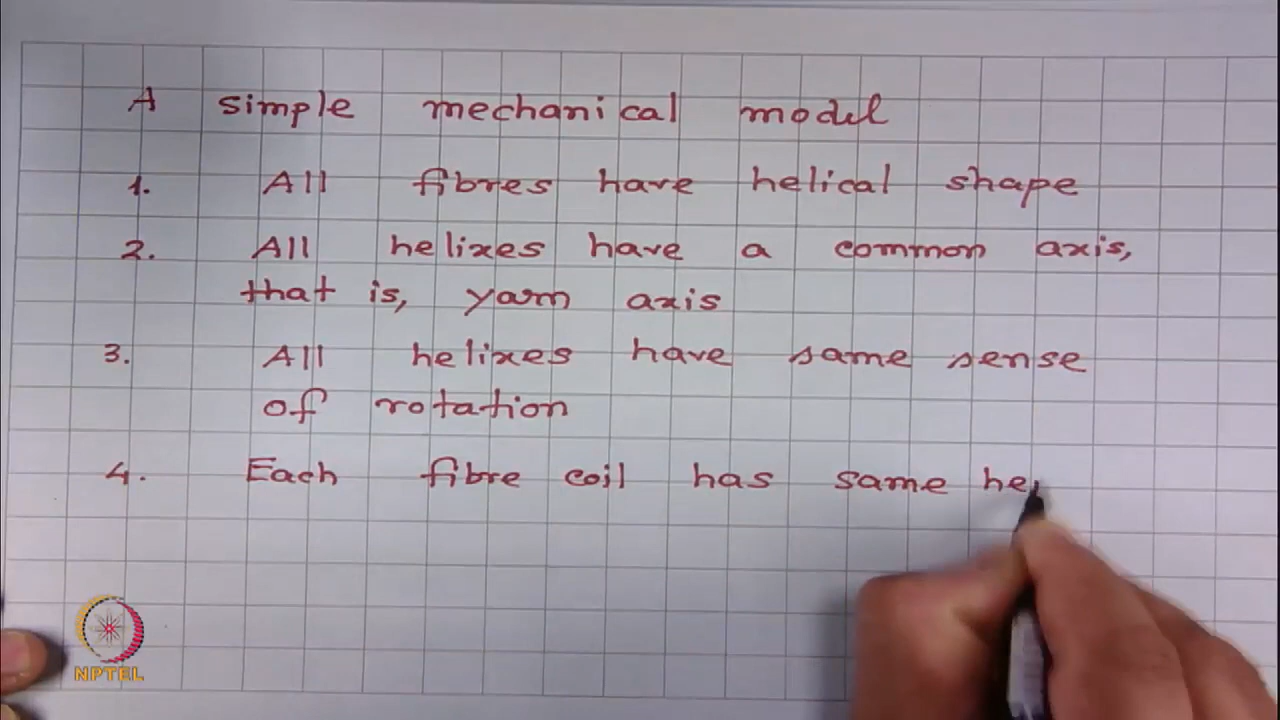 A simple mechanical model
1. All fibres have helical shape
2. All helixes have a common axis,
that is, yarn axis
3. All helixes have same sense
of rotation
4. Each fibre coil has same he
NPTEL